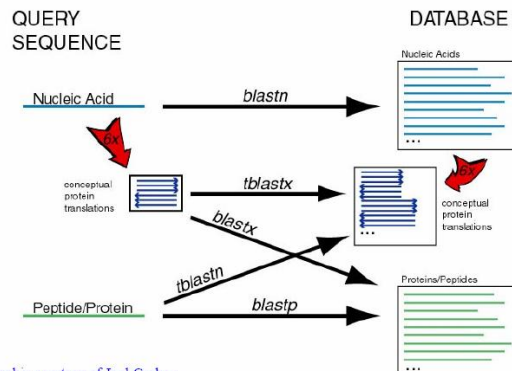 QUERY
SEQUENCE
DATABASE
Nucleic Acids
Nucleic Acid
blastn
...
6x
6x
conceptual
protein
translations
tblastx
conceptual
protein
translations
...
blastx
tblastn
Proteins/Peptides
Peptide/Protein
blastp
...